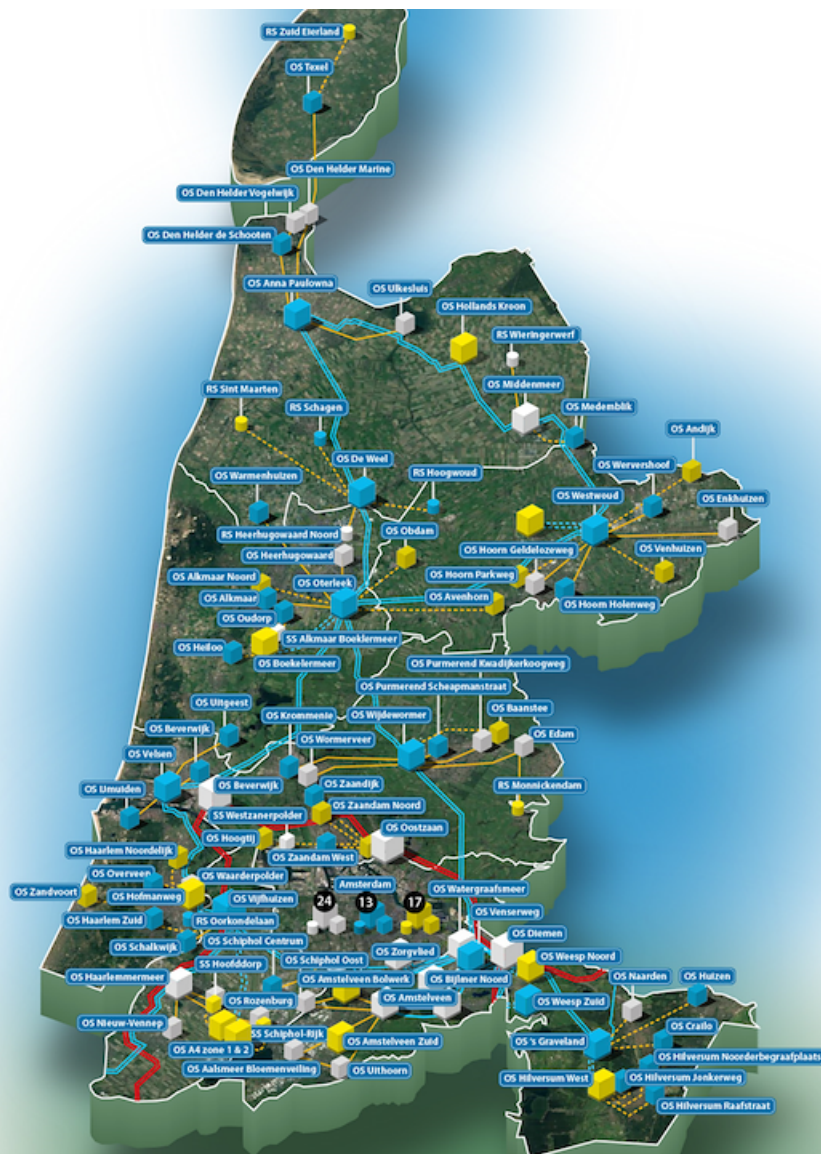 RS Zuid Eierland
OS Texel
OS Den Helder Marine
OS Den Helder Vogelwijk
OS Den Helder de Schooten
OS Anna Paulowna
OS Ulkesluis
OS Hollands Kroon
RS Wieringerwerf
OS Middenmeer
RS Sint Maarten
RS Schagen
OS Medemblik
OS Andijk
OS De Weel
OS Warmenhuizen
RS Hoogwoud
OS Wervershoof
OS Westwoud
OS Enkhuizen
RS Heerhugowaard Noord
OS Obdam
OS Heerhugowaard
OS Hoorn Geldelozeweg
OS Venhuizen
OS Alkmaar Noord
OS Oterleek
OS Hoorn Parkweg
OS Alkmaar
OS Avenhorn
OS Hoorn Holenweg
OS Oudorp
OS Heiloo
SS Alkmaar Boeklermeer
OS Boekelermeer
OS Purmerend Kwadijkerkoogweg
OS Purmerend Schapmanstraat
OS Uitgeest
OS Krommenie
OS Wijdewormer
OS Baanstee
OS Beverwijk
OS Wormerveer
OS Edam
OS Velsen
OS Beverwijk
OS Zaandijk
RS Monnickendam
OS IJmuiden
OS Zaandam Noord
SS Westzanerpolder
OS Oostzaan
OS Hoogtij
OS Haarlem Noordelijk
OS Zaandam West
OS Overveen
OS Waarderpolder
Amsterdam
OS Zandvoort
OS Hofmanweg
OS Vijfhuizen
24
13
17
OS Watergraafsmeer
OS Haarlem Zuid
RS Oorkondelaan
OS Venserweg
OS Schalkwijk
OS Schiphol Centrum
OS Diemen
OS Zorgvlied
OS Schiphol Oost
OS Weesp Noord
OS Haarlemmermeer
SS Hoofddorp
OS Amstelveen Bolwerk
OS Bijlmer Noord
OS Naarden
OS Huizen
OS Rozenburg
OS Amstelveen
OS Weesp Zuid
OS Nieuw-Vennep
SS Schiphol-Rijk
OS Crailo
OS A4 zone 1 & 2
OS Amstelveen Zuid
OS 's Graveland
OS Hilversum Noorderbegraafplaats
OS Aalsmeer Bloemenveiling
OS Uithoorn
OS Hilversum West
OS Hilversum Jonkerweg
OS Hilversum Raafstraat